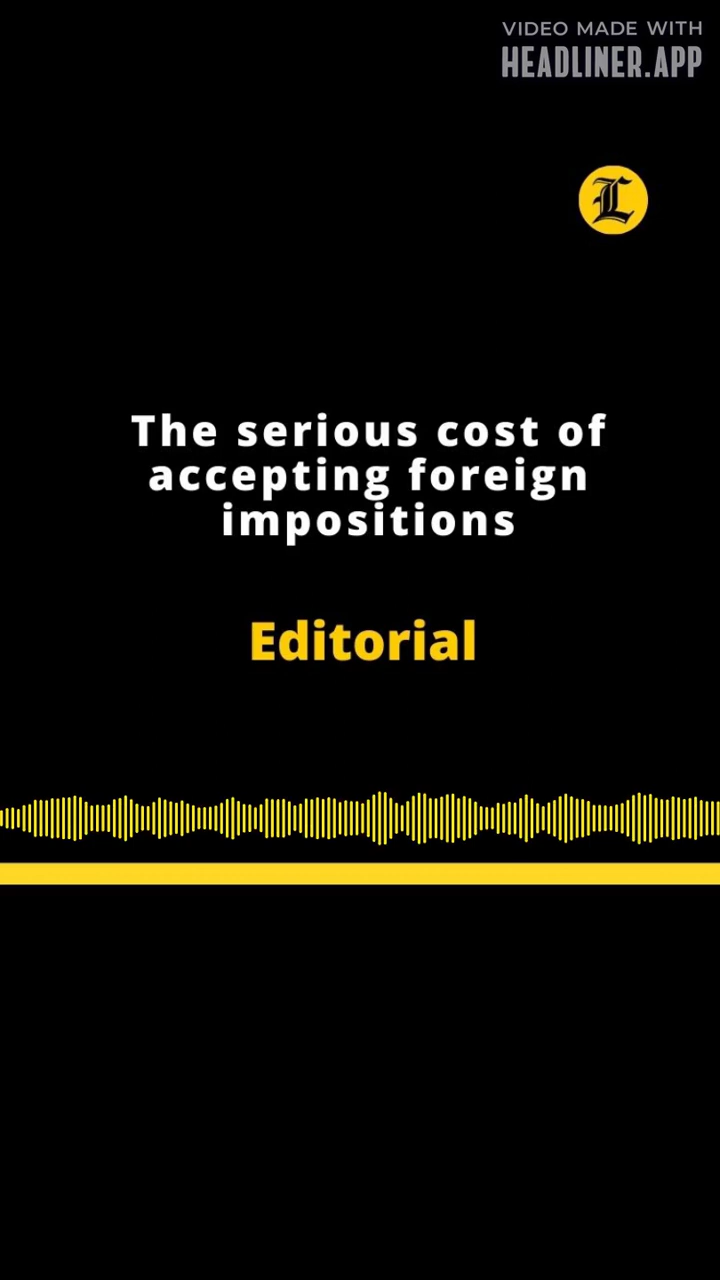 VIDEO MADE WITH
HEADLINER.APP
L
The serious cost of
accepting foreign
impositions
Editorial